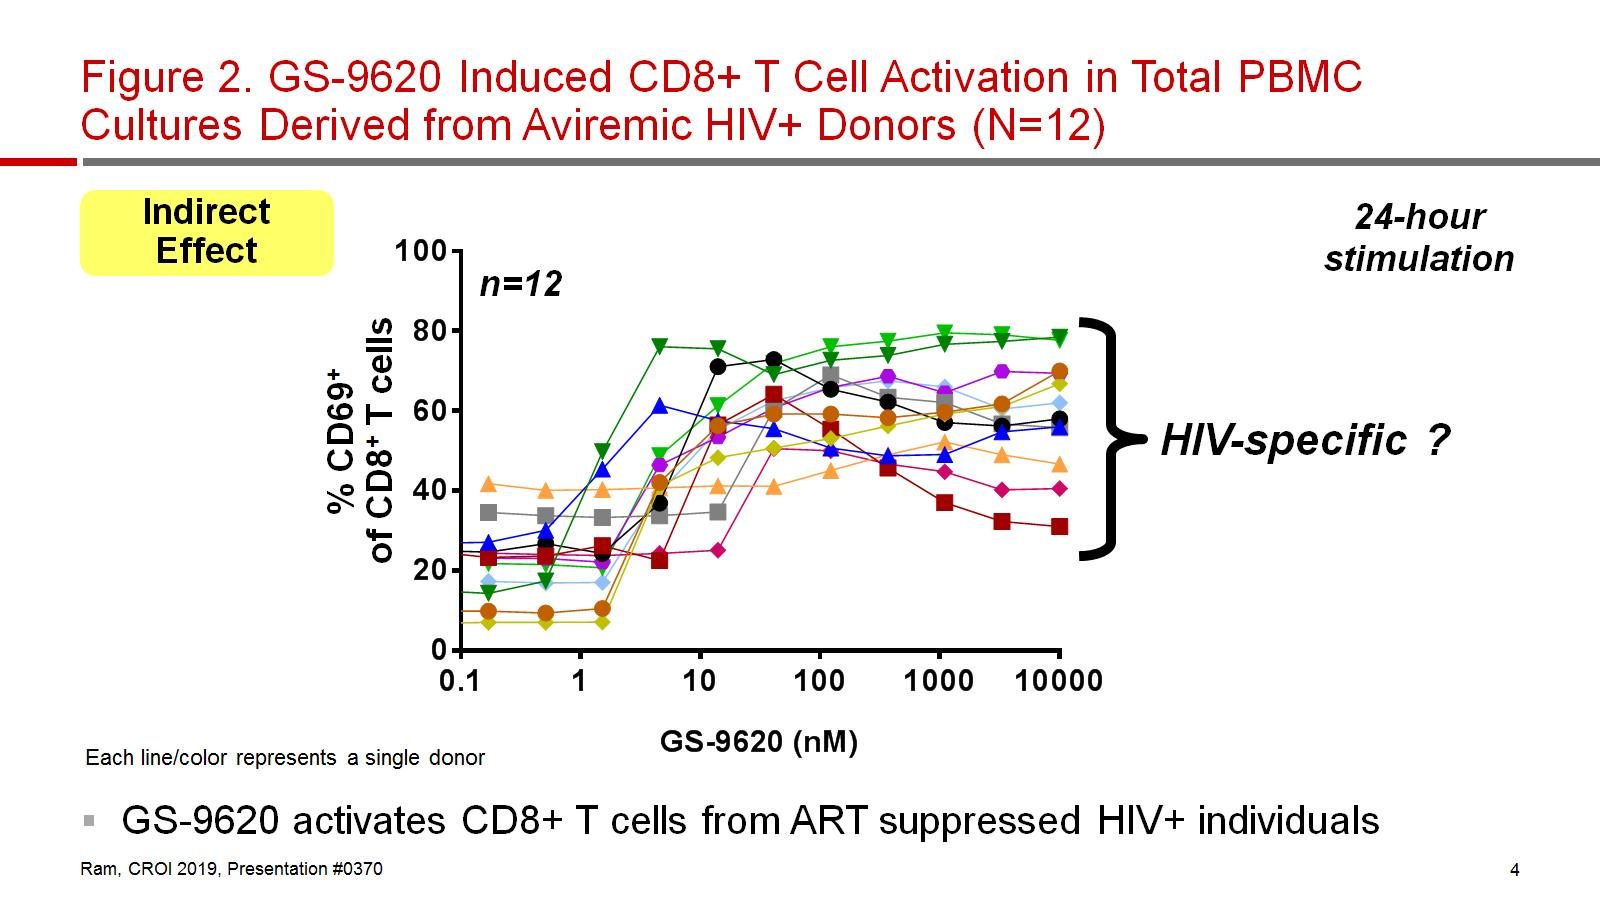 Figure 2. GS-9620 Induced CD8+ T Cell Activation in Total PBMC
Cultures Derived from Aviremic HIV+ Donors (N=12)
Indirect
Effect
24-hour
stimulation
n=12
% CD69+
of CD8+ T cells
100
80
60
40
20
0
0.1 1 10 100 1000 10000
GS-9620 (nM)
HIV-specific ?
Each line/color represents a single donor
▪ GS-9620 activates CD8+ T cells from ART suppressed HIV+ individuals
Ram, CROI 2019, Presentation #0370
4